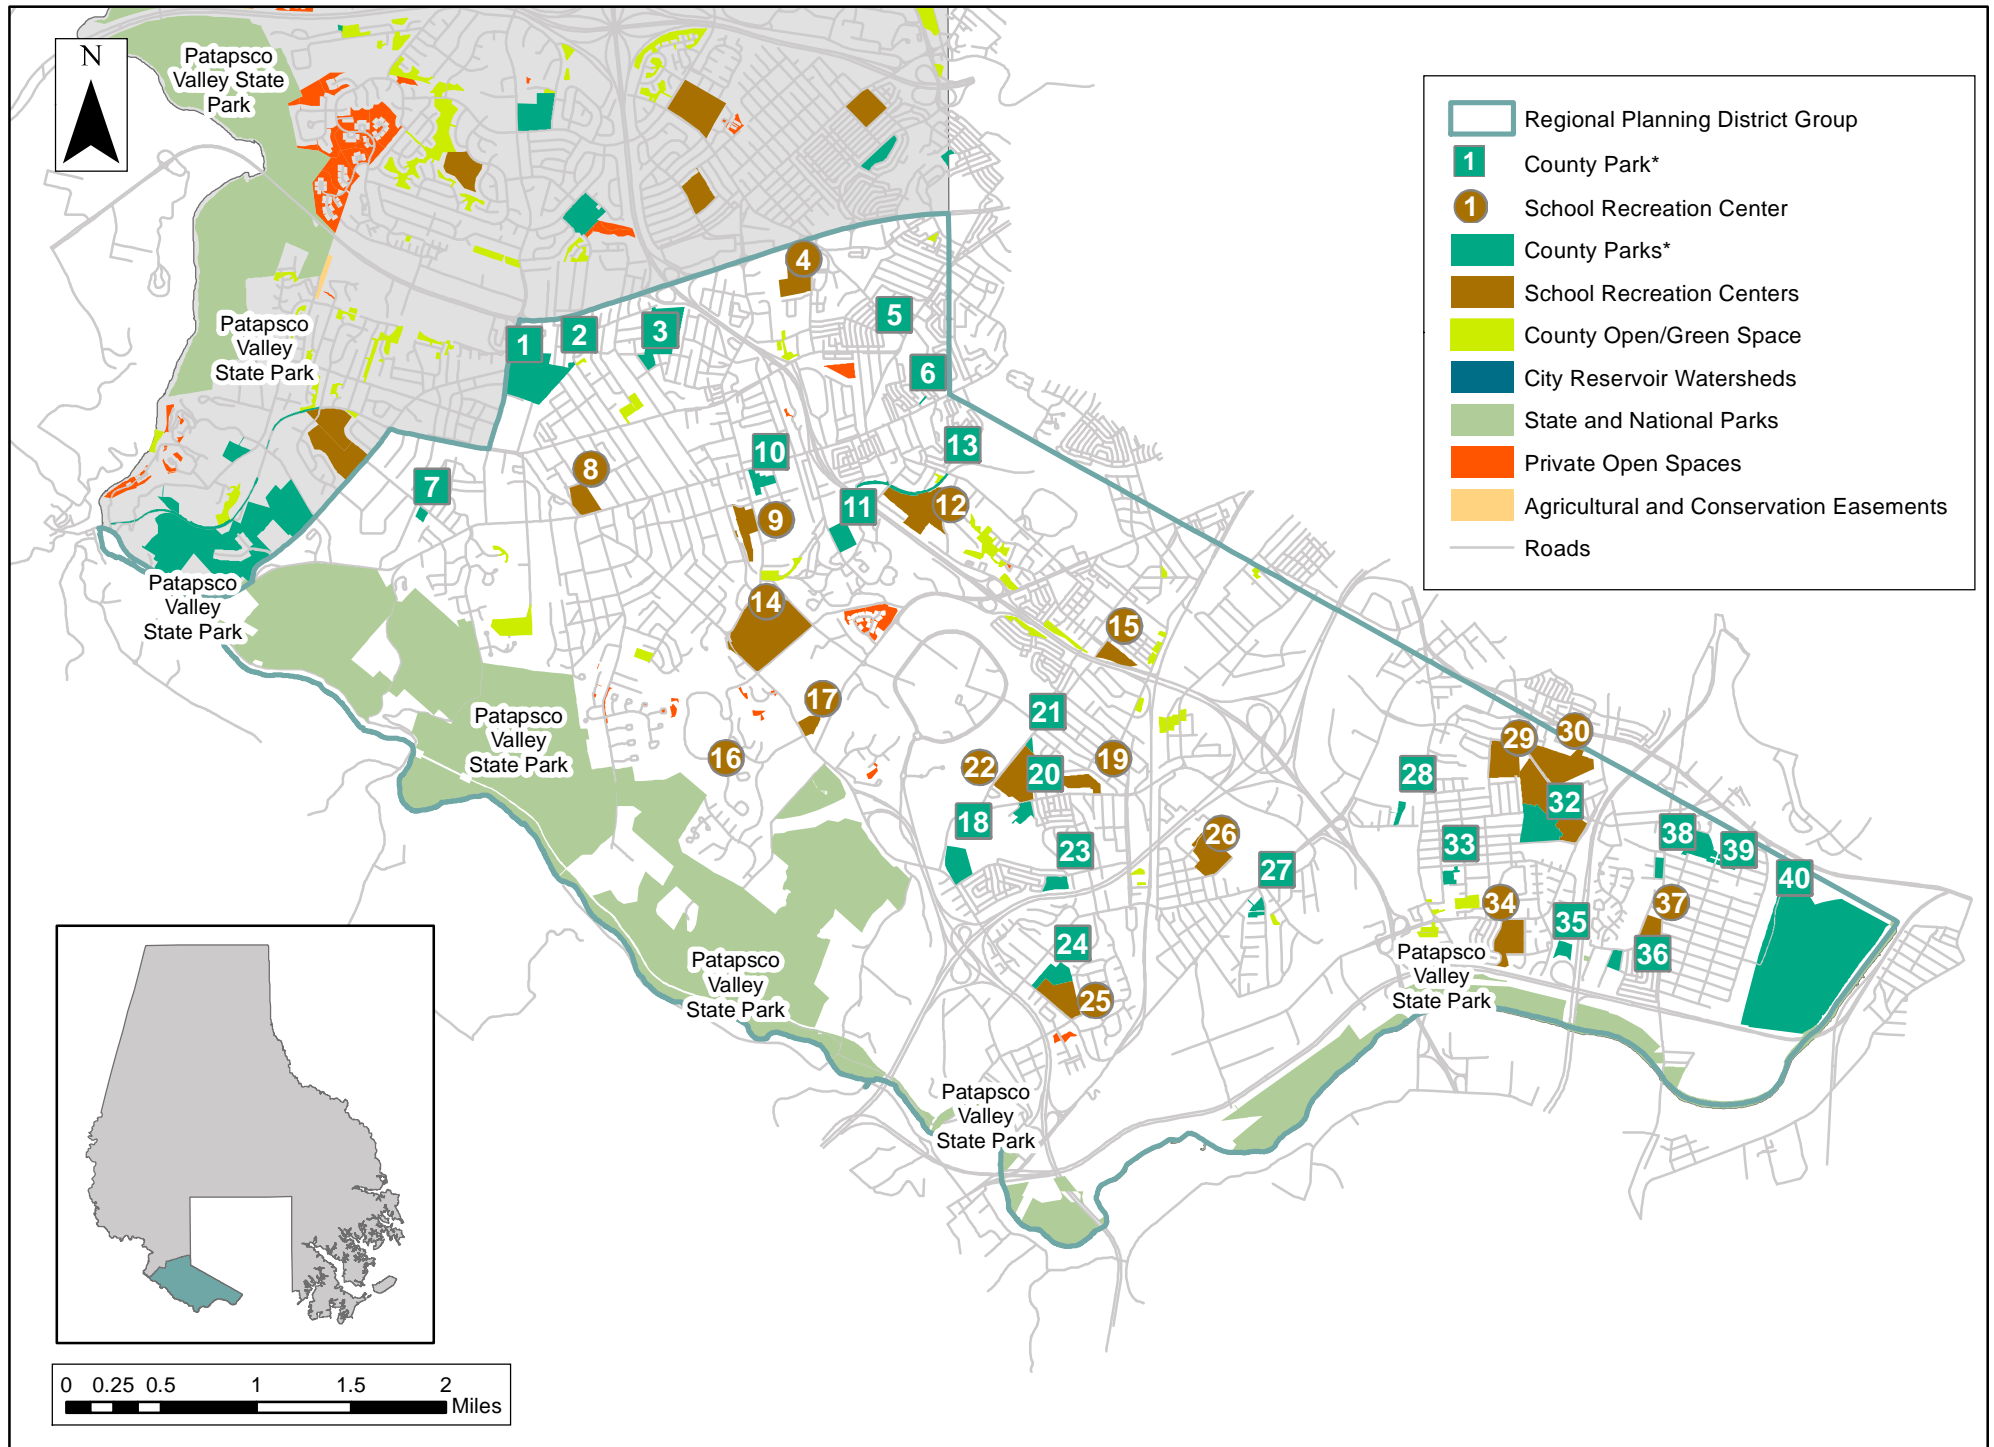 N
Patapsco
Valley State
Park
Patapsco
Valley
State Park
Patapsco
Valley
State Park
Patapsco
Valley
State Park
Patapsco
Valley
State Park
Patapsco
Valley
State Park
Patapsco
Valley
State Park
1
2
3
4
5
6
7
8
9
10
11
12
13
14
15
16
17
18
19
20
21
22
23
24
25
26
27
28
29
30
32
33
34
35
36
37
38
39
40
Regional Planning District Group
1 County Park*
1 School Recreation Center
County Parks*
School Recreation Centers
County Open/Green Space
City Reservoir Watersheds
State and National Parks
Private Open Spaces
Agricultural and Conservation Easements
Roads
0 0.25 0.5 1 1.5 2
Miles